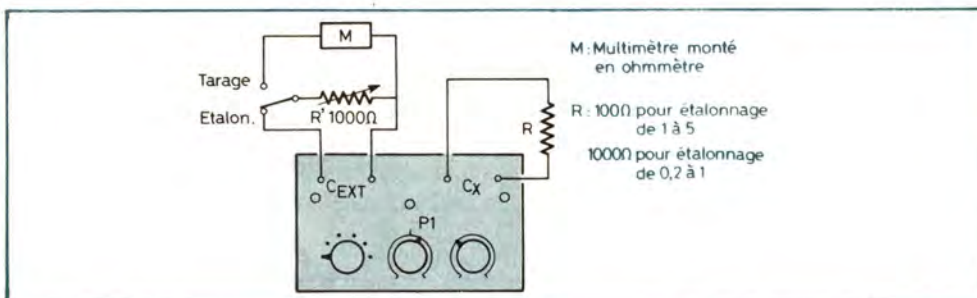 M
M : Multimètre monté
en ohmmètre
Tarage
Etalon.
R' 1000Ω
R
R : 100Ω pour étalonnage
de 1 à 5
1000Ω pour étalonnage
de 0,2 à 1
CEXT
CX
P1